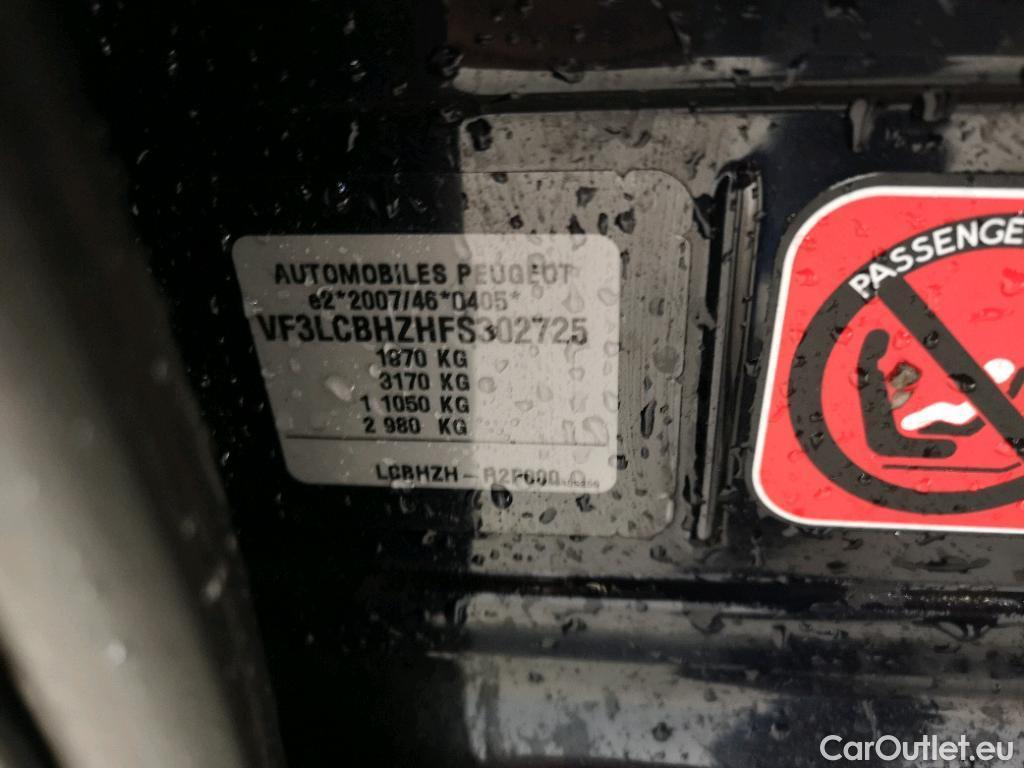 AUTOMOBILES PEUGEOT
e2*2007/46*0405*
VF3LCBHZHFS302725
1870 KG
3170 KG
1 1050 KG
2 980 KG
LCBHZH –
PASSENGE
CarOutlet.eu